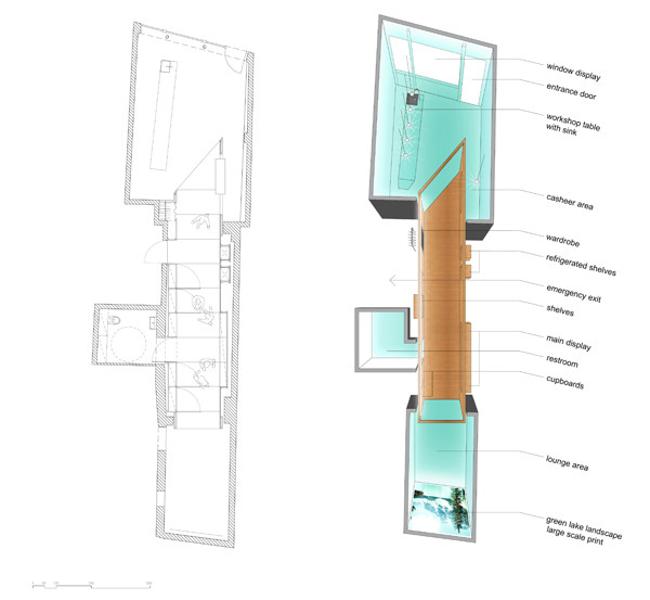 window display
entrance door
workshop table
with sink
casheer area
wardrobe
refrigerated shelves
emergency exit
shelves
main display
restroom
cupboards
lounge area
green lake landscape
large scale print